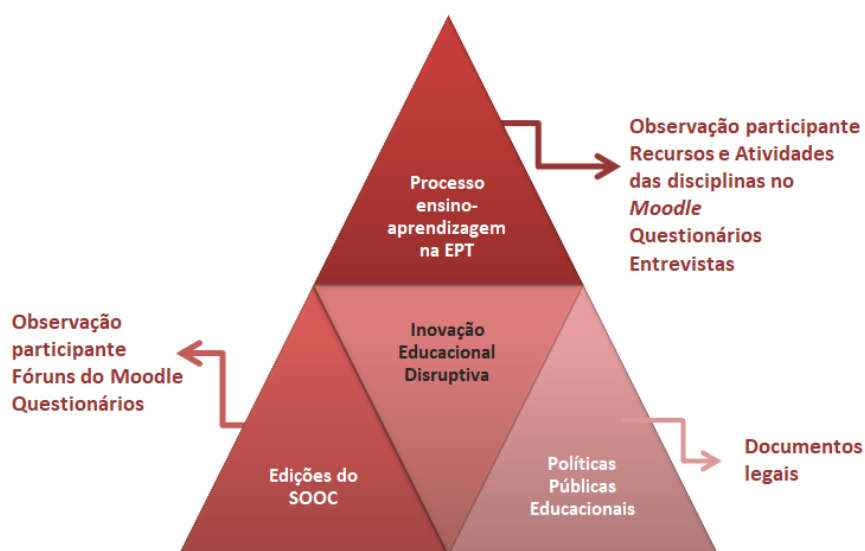 Processo
ensino-
aprendizagem
na EPT
Observação participante
Recursos e Atividades
das disciplinas no
Moodle
Questionários
Entrevistas
Inovação
Educacional
Disruptiva
Observação
participante
Fóruns do Moodle
Questionários
Edições do
SOOC
Políticas
Públicas
Educacionais
Documentos
legais